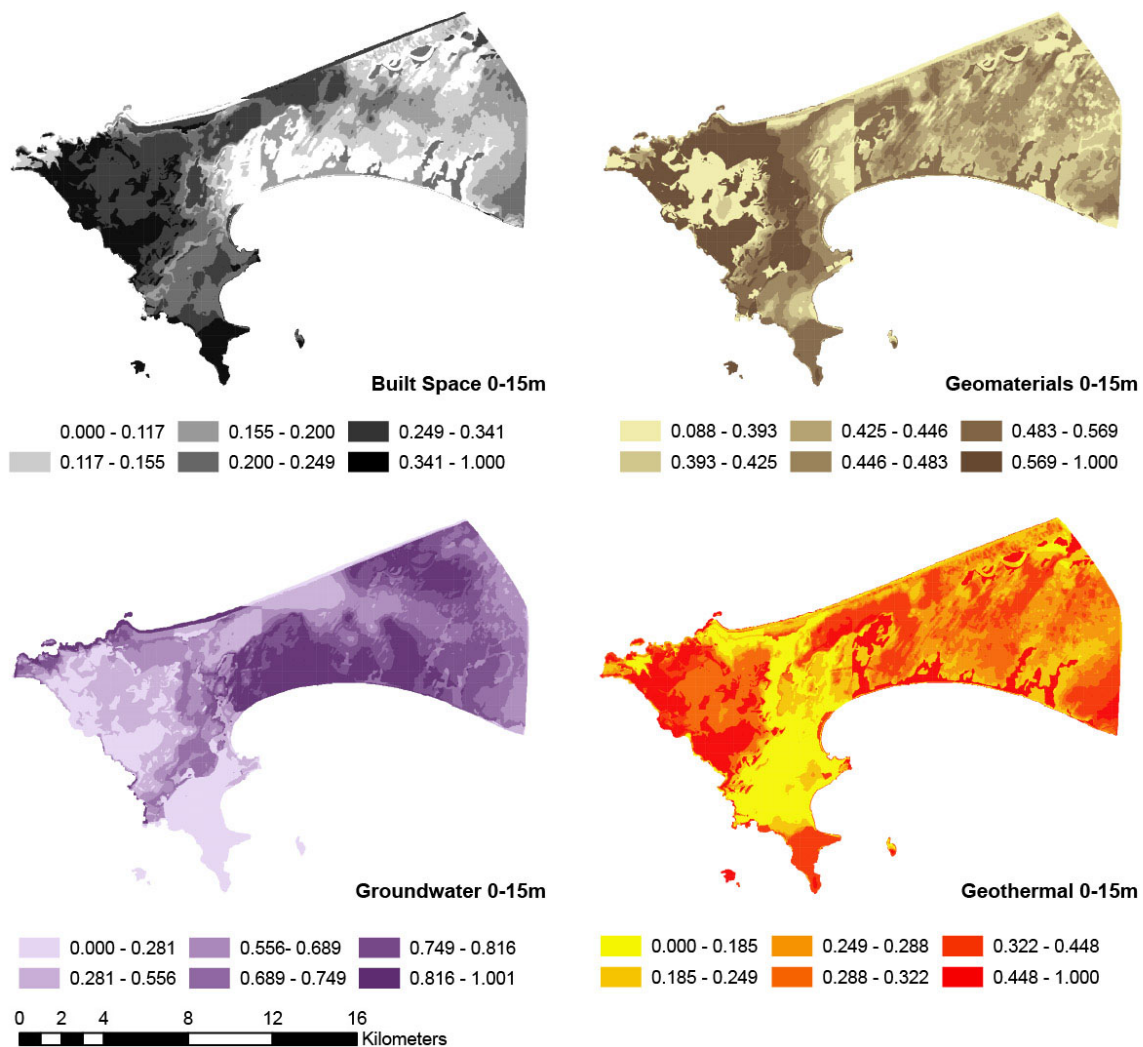 Built Space 0-15m
0.000 - 0.117 0.155 - 0.200 0.249 - 0.341
0.117 - 0.155 0.200 - 0.249 0.341 - 1.000
Geomaterials 0-15m
0.088 - 0.393 0.425 - 0.446 0.483 - 0.569
0.393 - 0.425 0.446 - 0.483 0.569 - 1.000
Groundwater 0-15m
0.000 - 0.281 0.556- 0.689 0.749 - 0.816
0.281 - 0.556 0.689 - 0.749 0.816 - 1.001
Geothermal 0-15m
0.000 - 0.185 0.249 - 0.288 0.322 - 0.448
0.185 - 0.249 0.288 - 0.322 0.448 - 1.000
0 2 4 8 12 16
Kilometers